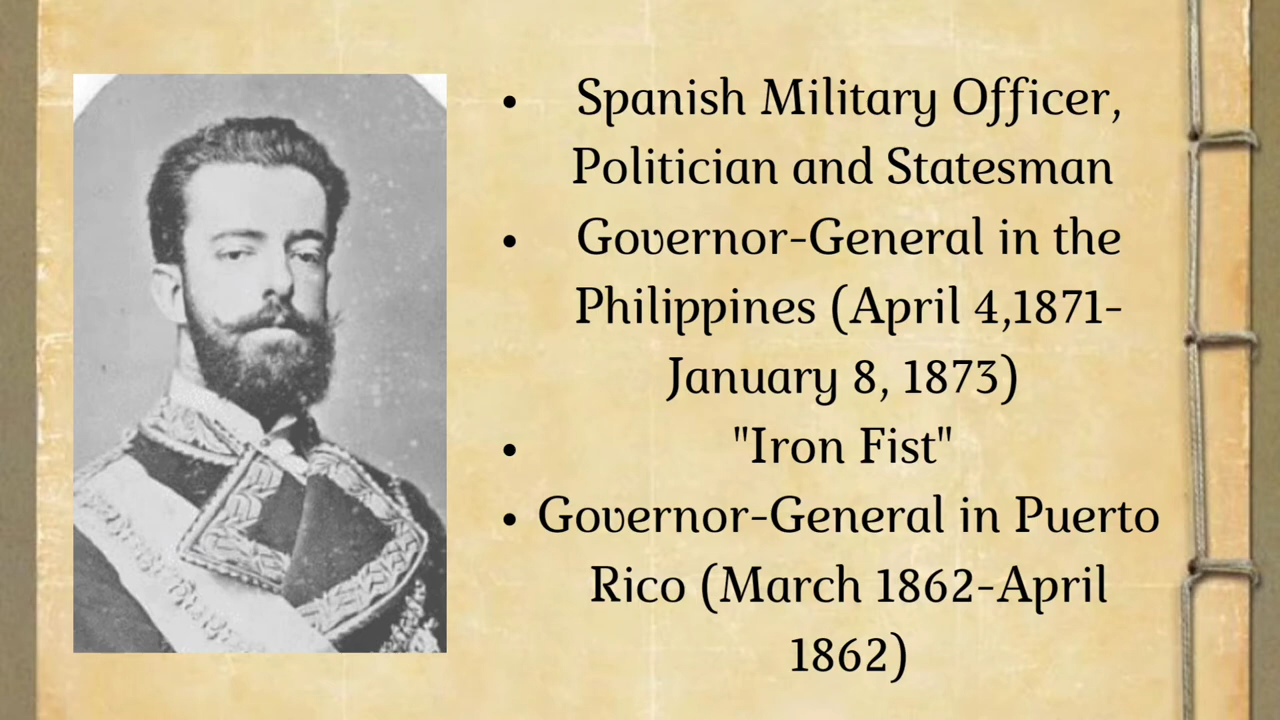 • Spanish Military Officer,
Politician and Statesman
• Governor-General in the
Philippines (April 4,1871-
January 8, 1873)
• "Iron Fist"
• Governor-General in Puerto
Rico (March 1862-April
1862)